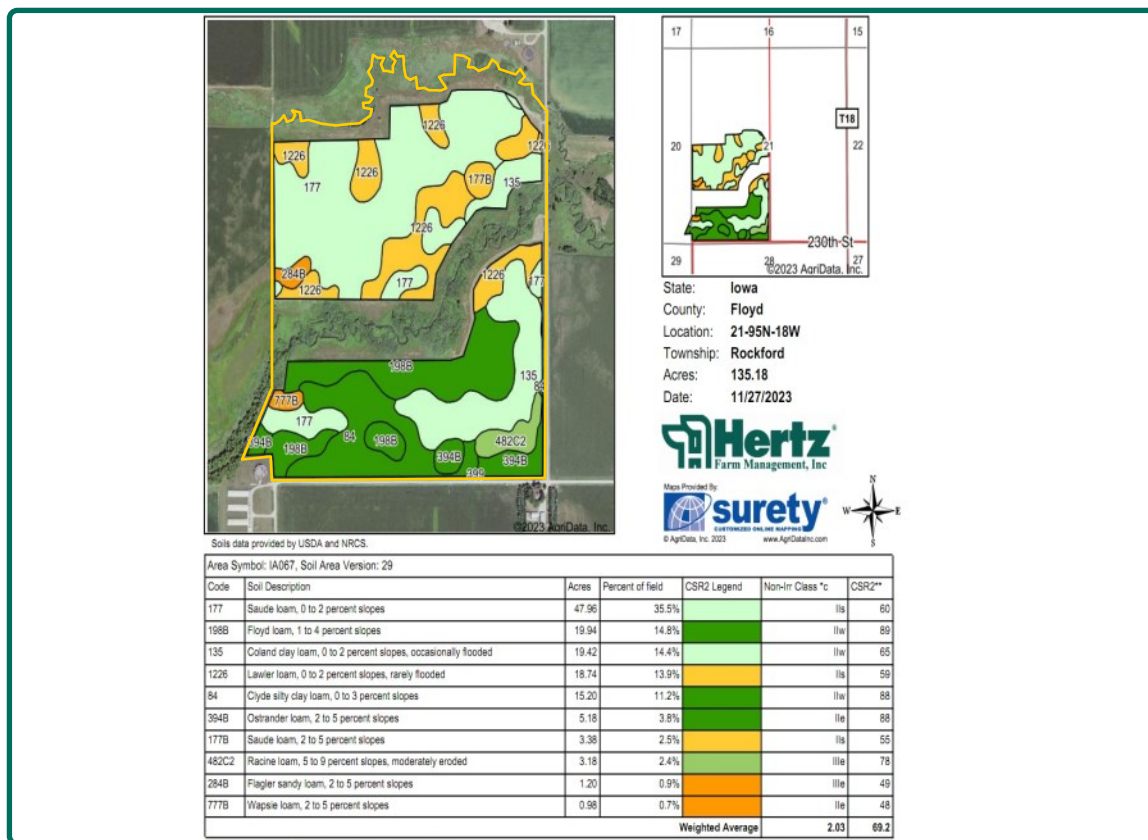 1226
1226
1226
1226
177B
135
177
1226
284B
1226
177
1226
177
198B
135
84
777B
177
394B
198B
84
198B
394B
482C2
394B
399
©2023 AgriData, Inc.
17 16 15
T18
20 21 22
230th St
29 28 27
©2023 AgriData, Inc.
State: Iowa
County: Floyd
Location: 21-95N-18W
Township: Rockford
Acres: 135.18
Date: 11/27/2023
Hertz®
Farm Management, Inc
Maps Provided By:
surety®
CUSTOMIZED ONLINE MAPPING
© AgriData, Inc. 2023 www.AgriDataInc.com
N
W E
S
Soils data provided by USDA and NRCS.
Area Symbol: IA067, Soil Area Version: 29
Code Soil Description Acres Percent of field CSR2 Legend Non-Irr Class *c CSR2**
177 Saude loam, 0 to 2 percent slopes 47.96 35.5% IIs 60
198B Floyd loam, 1 to 4 percent slopes 19.94 14.8% IIw 89
135 Coland clay loam, 0 to 2 percent slopes, occasionally flooded 19.42 14.4% IIw 65
1226 Lawler loam, 0 to 2 percent slopes, rarely flooded 18.74 13.9% IIs 59
84 Clyde silty clay loam, 0 to 3 percent slopes 15.20 11.2% IIw 88
394B Ostrander loam, 2 to 5 percent slopes 5.18 3.8% IIe 88
177B Saude loam, 2 to 5 percent slopes 3.38 2.5% IIs 55
482C2 Racine loam, 5 to 9 percent slopes, moderately eroded 3.18 2.4% IIIe 78
284B Flagler sandy loam, 2 to 5 percent slopes 1.20 0.9% IIIe 49
777B Wapsie loam, 2 to 5 percent slopes 0.98 0.7% IIe 48
Weighted Average 2.03 69.2